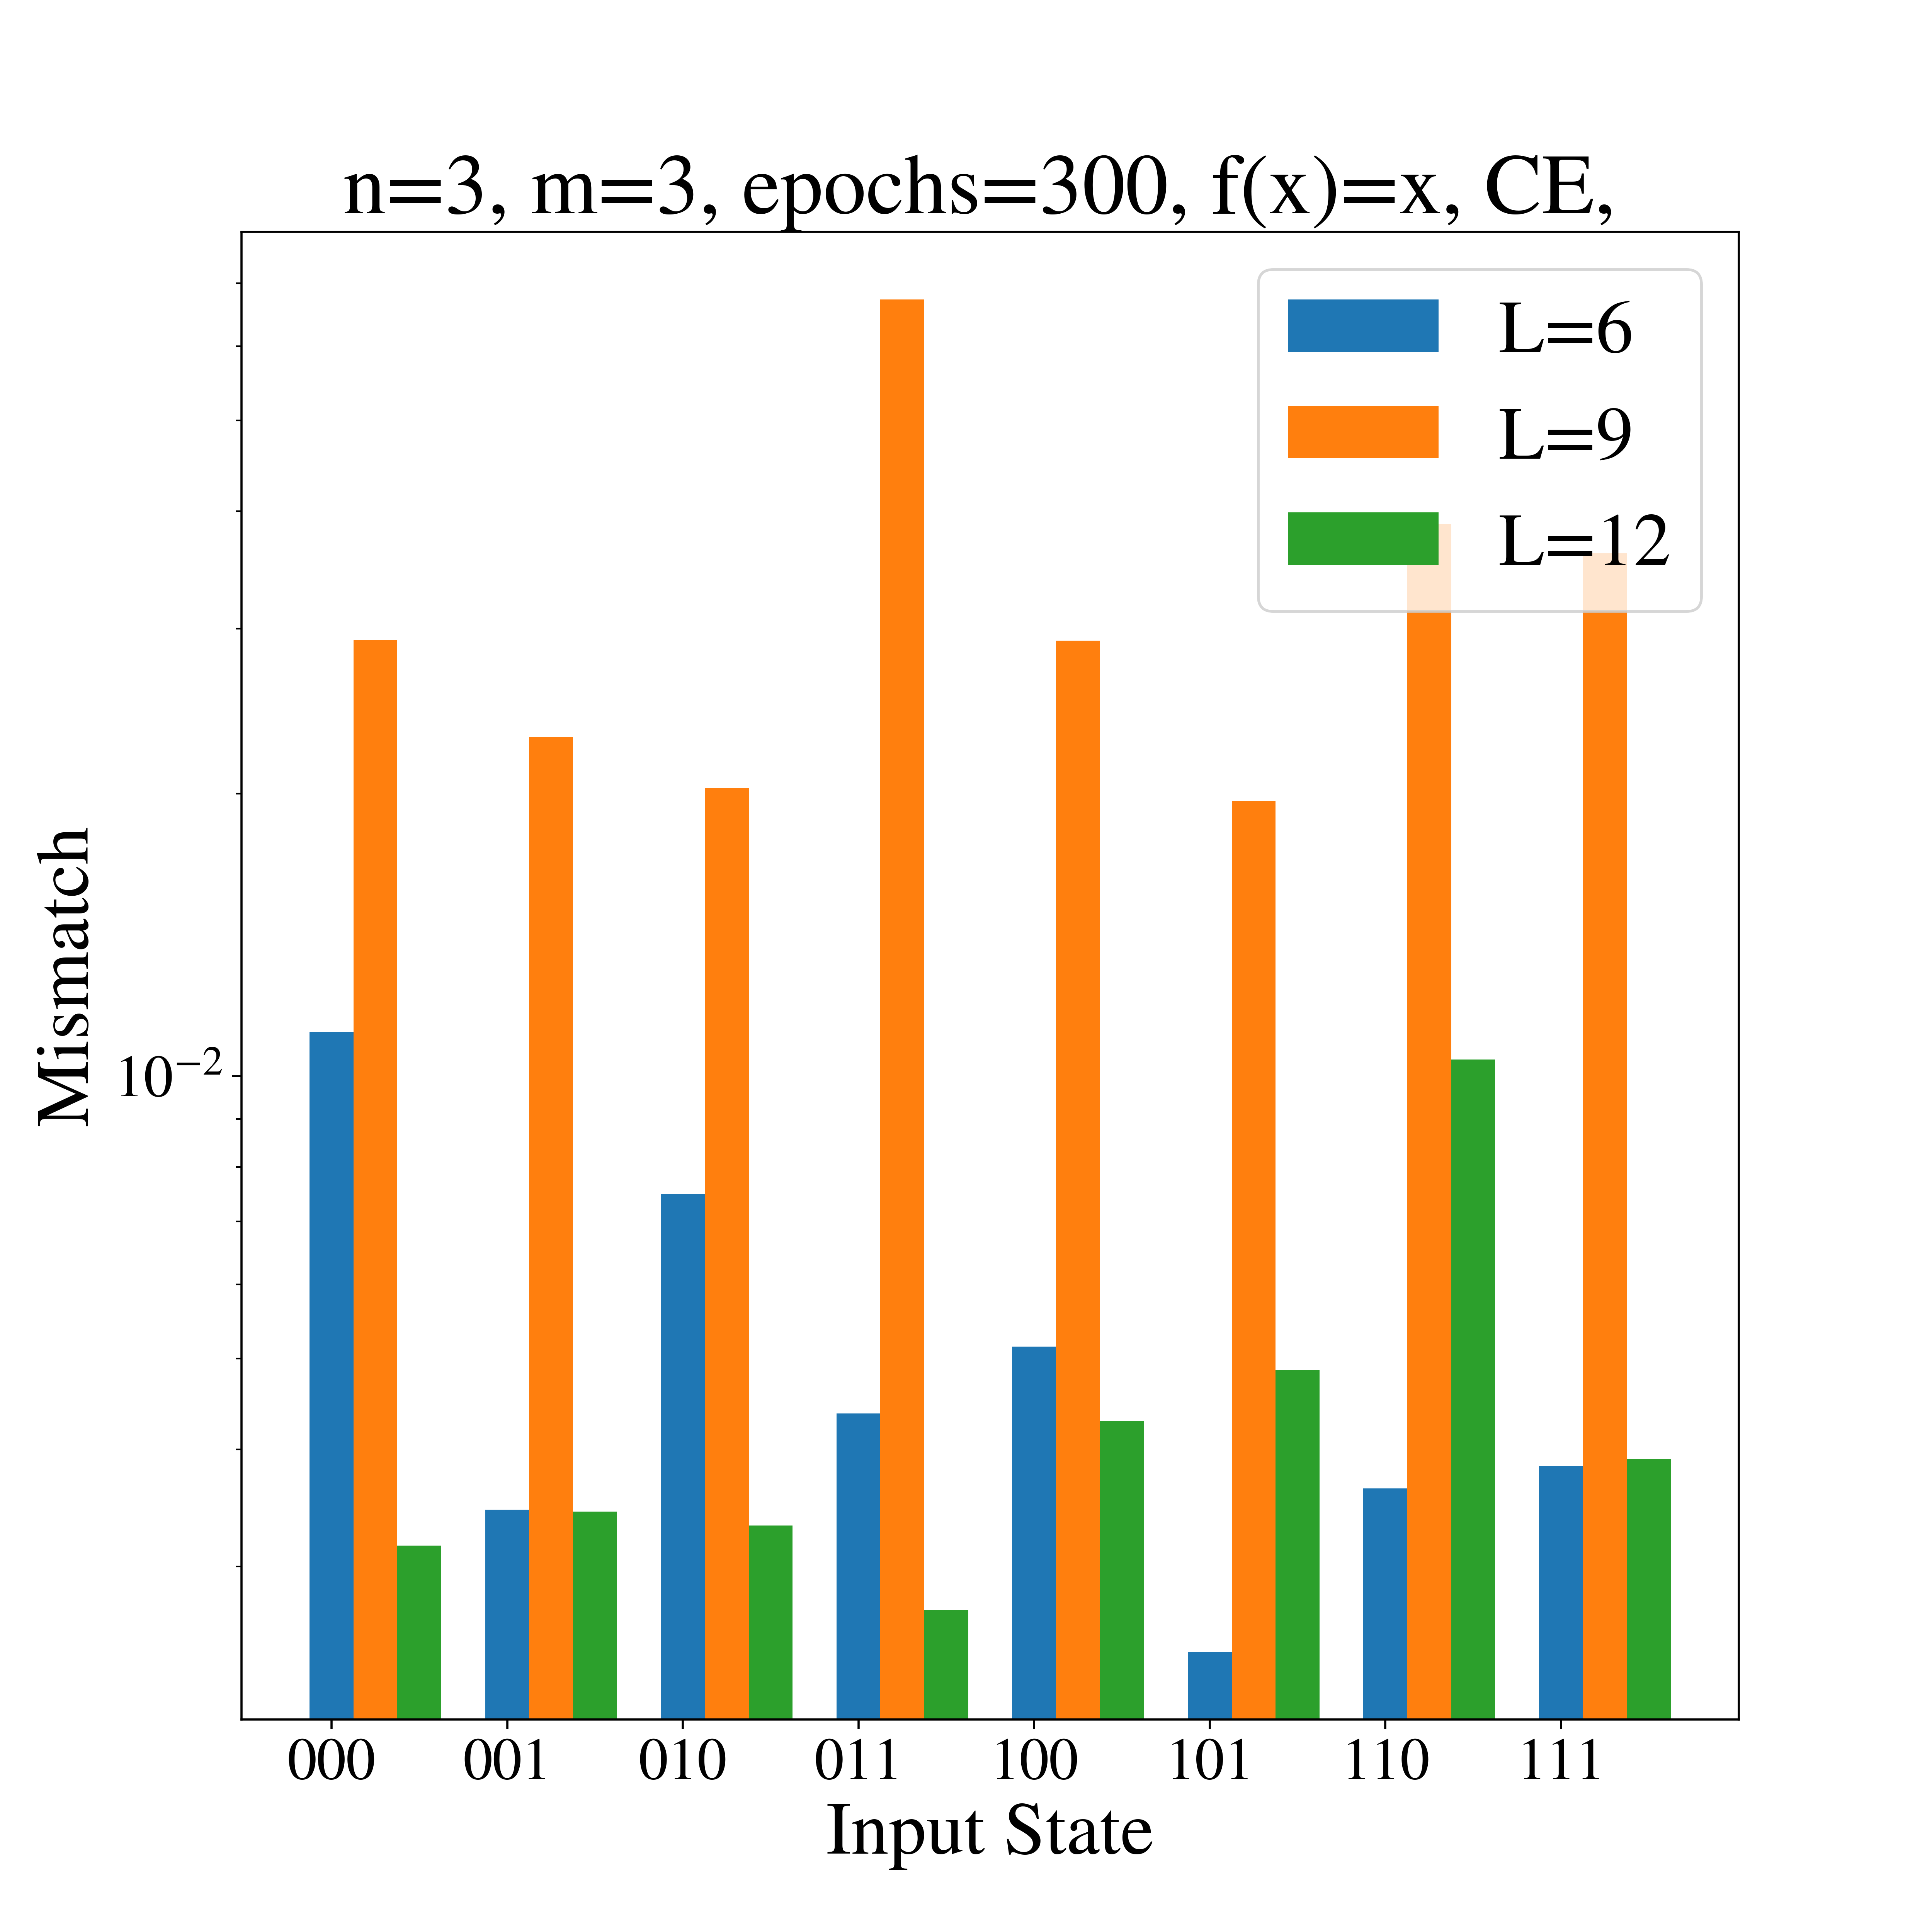 n=3, m=3, epochs=300, f(x)=x, CE,
L=6
L=9
L=12
Mismatch
10⁻²
000 001 010 011 100 101 110 111
Input State